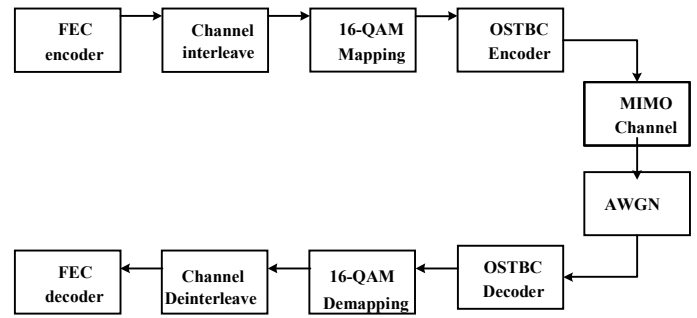 FEC
encoder
Channel
interleave
16-QAM
Mapping
OSTBC
Encoder
MIMO
Channel
AWGN
FEC
decoder
Channel
Deinterleave
16-QAM
Demapping
OSTBC
Decoder